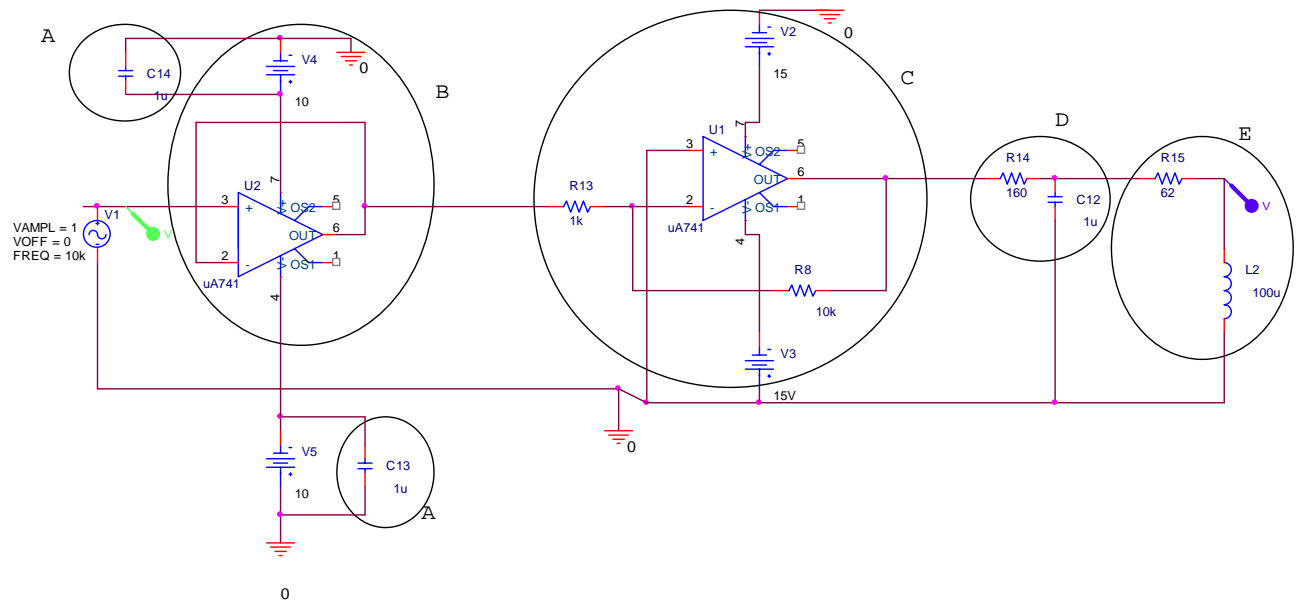 A
C14
1u
V4
0
10
B
7
U2
3
+
V+
OS2
5
OUT
6
2
-
OS1
1
V-
uA741
4
V1
VAMPL = 1
VOFF = 0
FREQ = 10k
V
V5
10
C13
1u
A
0
V2
0
15
C
7
U1
3
+
V+
OS2
5
OUT
6
2
-
OS1
1
V-
uA741
4
R13
1k
R8
10k
V3
15V
0
D
R14
160
C12
1u
E
R15
62
V
L2
100u